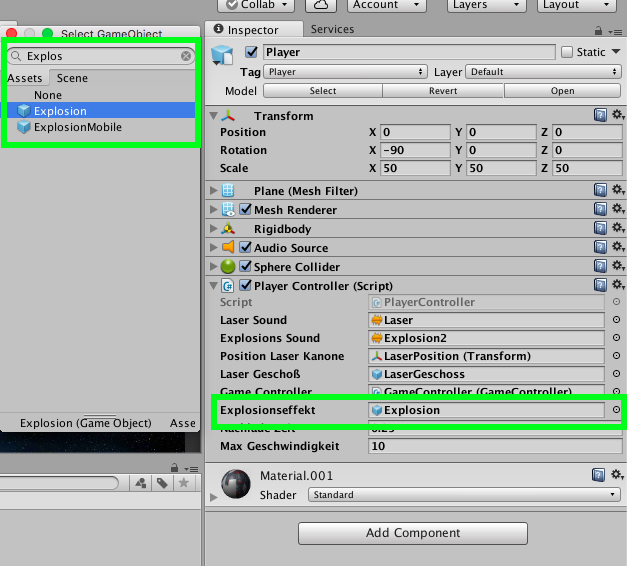 Collab
Account
Layers
Layout
Select GameObject
Explos
Assets
Scene
None
Explosion
ExplosionMobile
Explosion (Game Object) Asse
Inspector
Services
Player
Static
Tag Player Layer Default
Model Select Revert Open
Transform
Position X 0 Y 0 Z 0
Rotation X -90 Y 0 Z 0
Scale X 50 Y 50 Z 50
Plane (Mesh Filter)
Mesh Renderer
Rigidbody
Audio Source
Sphere Collider
Player Controller (Script)
Script PlayerController
Laser Sound Laser
Explosions Sound Explosion2
Position Laser Kanone LaserPosition (Transform)
Laser Geschoß LaserGeschoss
Game Controller GameController (GameController)
Explosionseffekt Explosion
Nachlade Zeit 0.25
Max Geschwindigkeit 10
Material.001
Shader Standard
Add Component